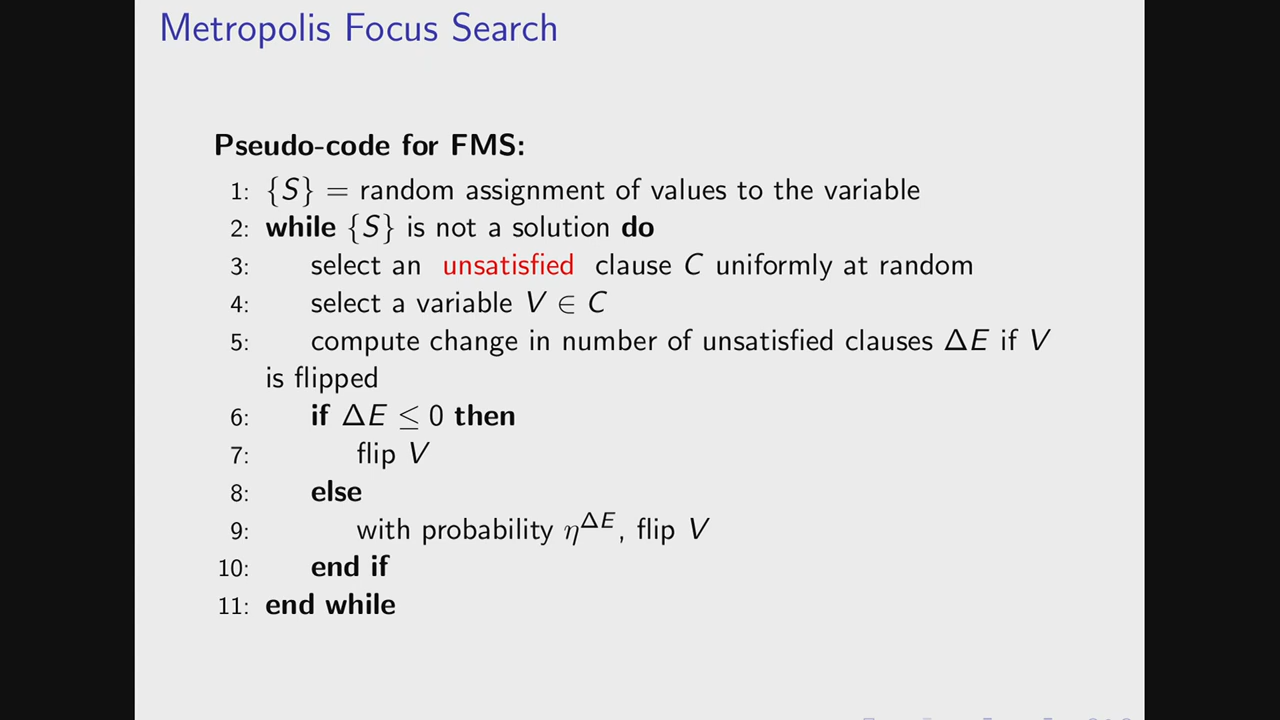 Metropolis Focus Search
Pseudo-code for FMS:
1: {S} = random assignment of values to the variable
2: while {S} is not a solution do
3: select an unsatisfied clause C uniformly at random
4: select a variable V ∈ C
5: compute change in number of unsatisfied clauses ΔE if V
is flipped
6: if ΔE ≤ 0 then
7: flip V
8: else
9: with probability η^ΔE, flip V
10: end if
11: end while